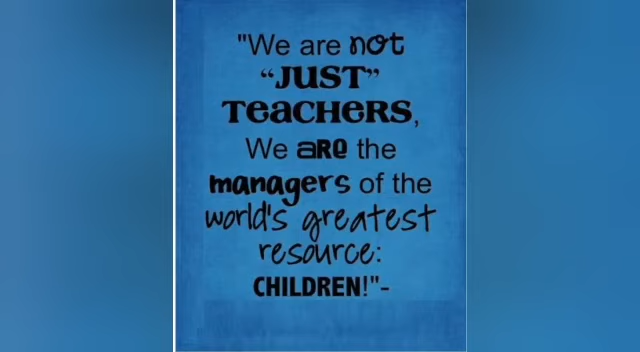 "We are not
“JUST”
TEACHERS,
We are the
managers of the
world's greatest
resource:
CHILDREN!"-